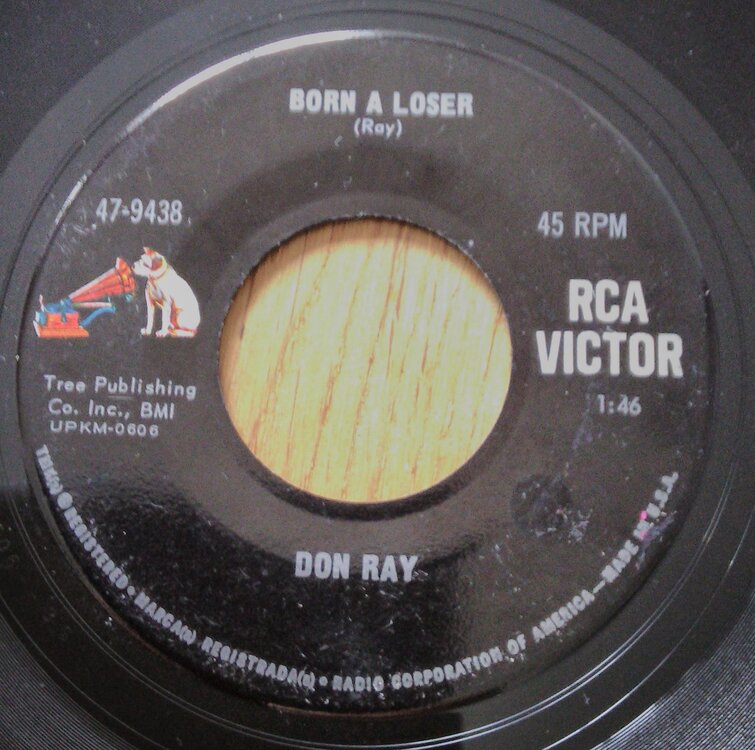 BORN A LOSER
(Ray)
47-9438
45 RPM
RCA
VICTOR
1:46
Tree Publishing
Co. Inc., BMI
UPKM-0606
DON RAY
TMK(s) ® REGISTERED • MARCA(s) REGISTRADA(s) • RADIO CORPORATION OF AMERICA—MADE IN U.S.A.